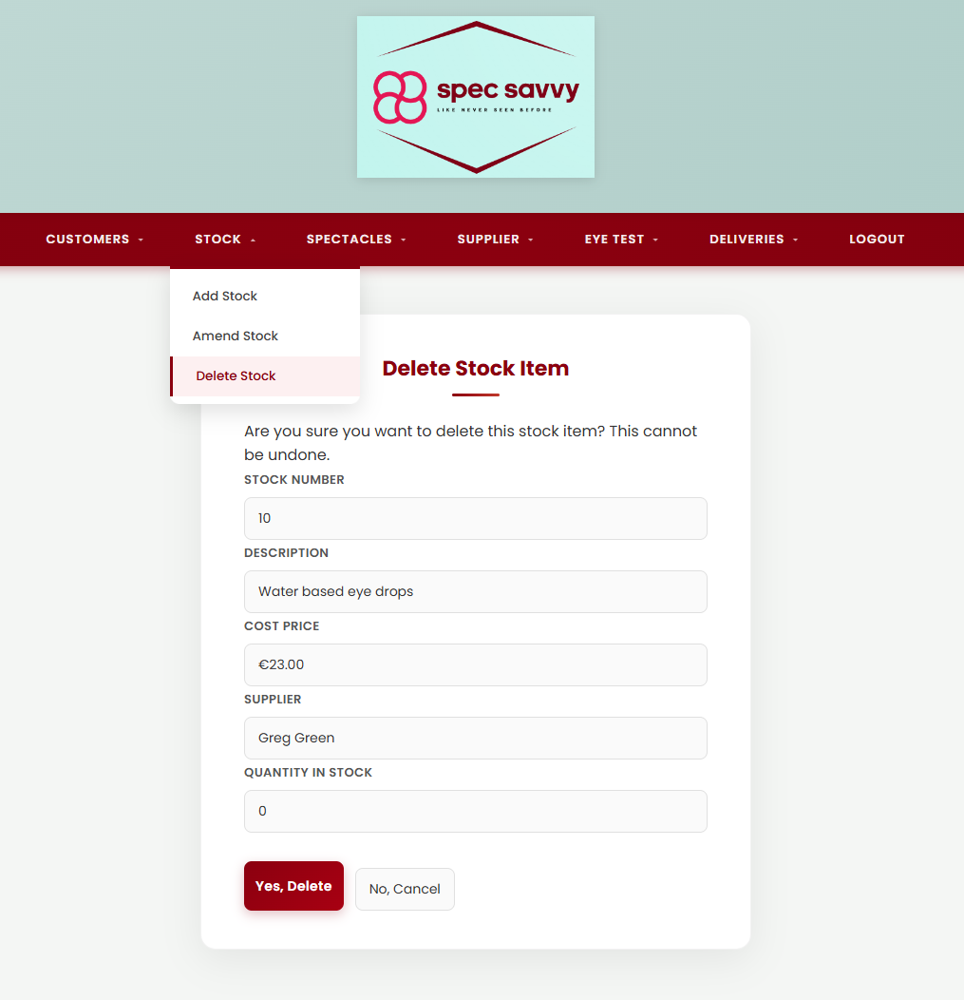 spec savvy
LIKE NEVER SEEN BEFORE
CUSTOMERS STOCK SPECTACLES SUPPLIER EYE TEST DELIVERIES LOGOUT
Add Stock
Amend Stock
Delete Stock
Delete Stock Item
Are you sure you want to delete this stock item? This cannot
be undone.
STOCK NUMBER
10
DESCRIPTION
Water based eye drops
COST PRICE
€23.00
SUPPLIER
Greg Green
QUANTITY IN STOCK
0
Yes, Delete No, Cancel